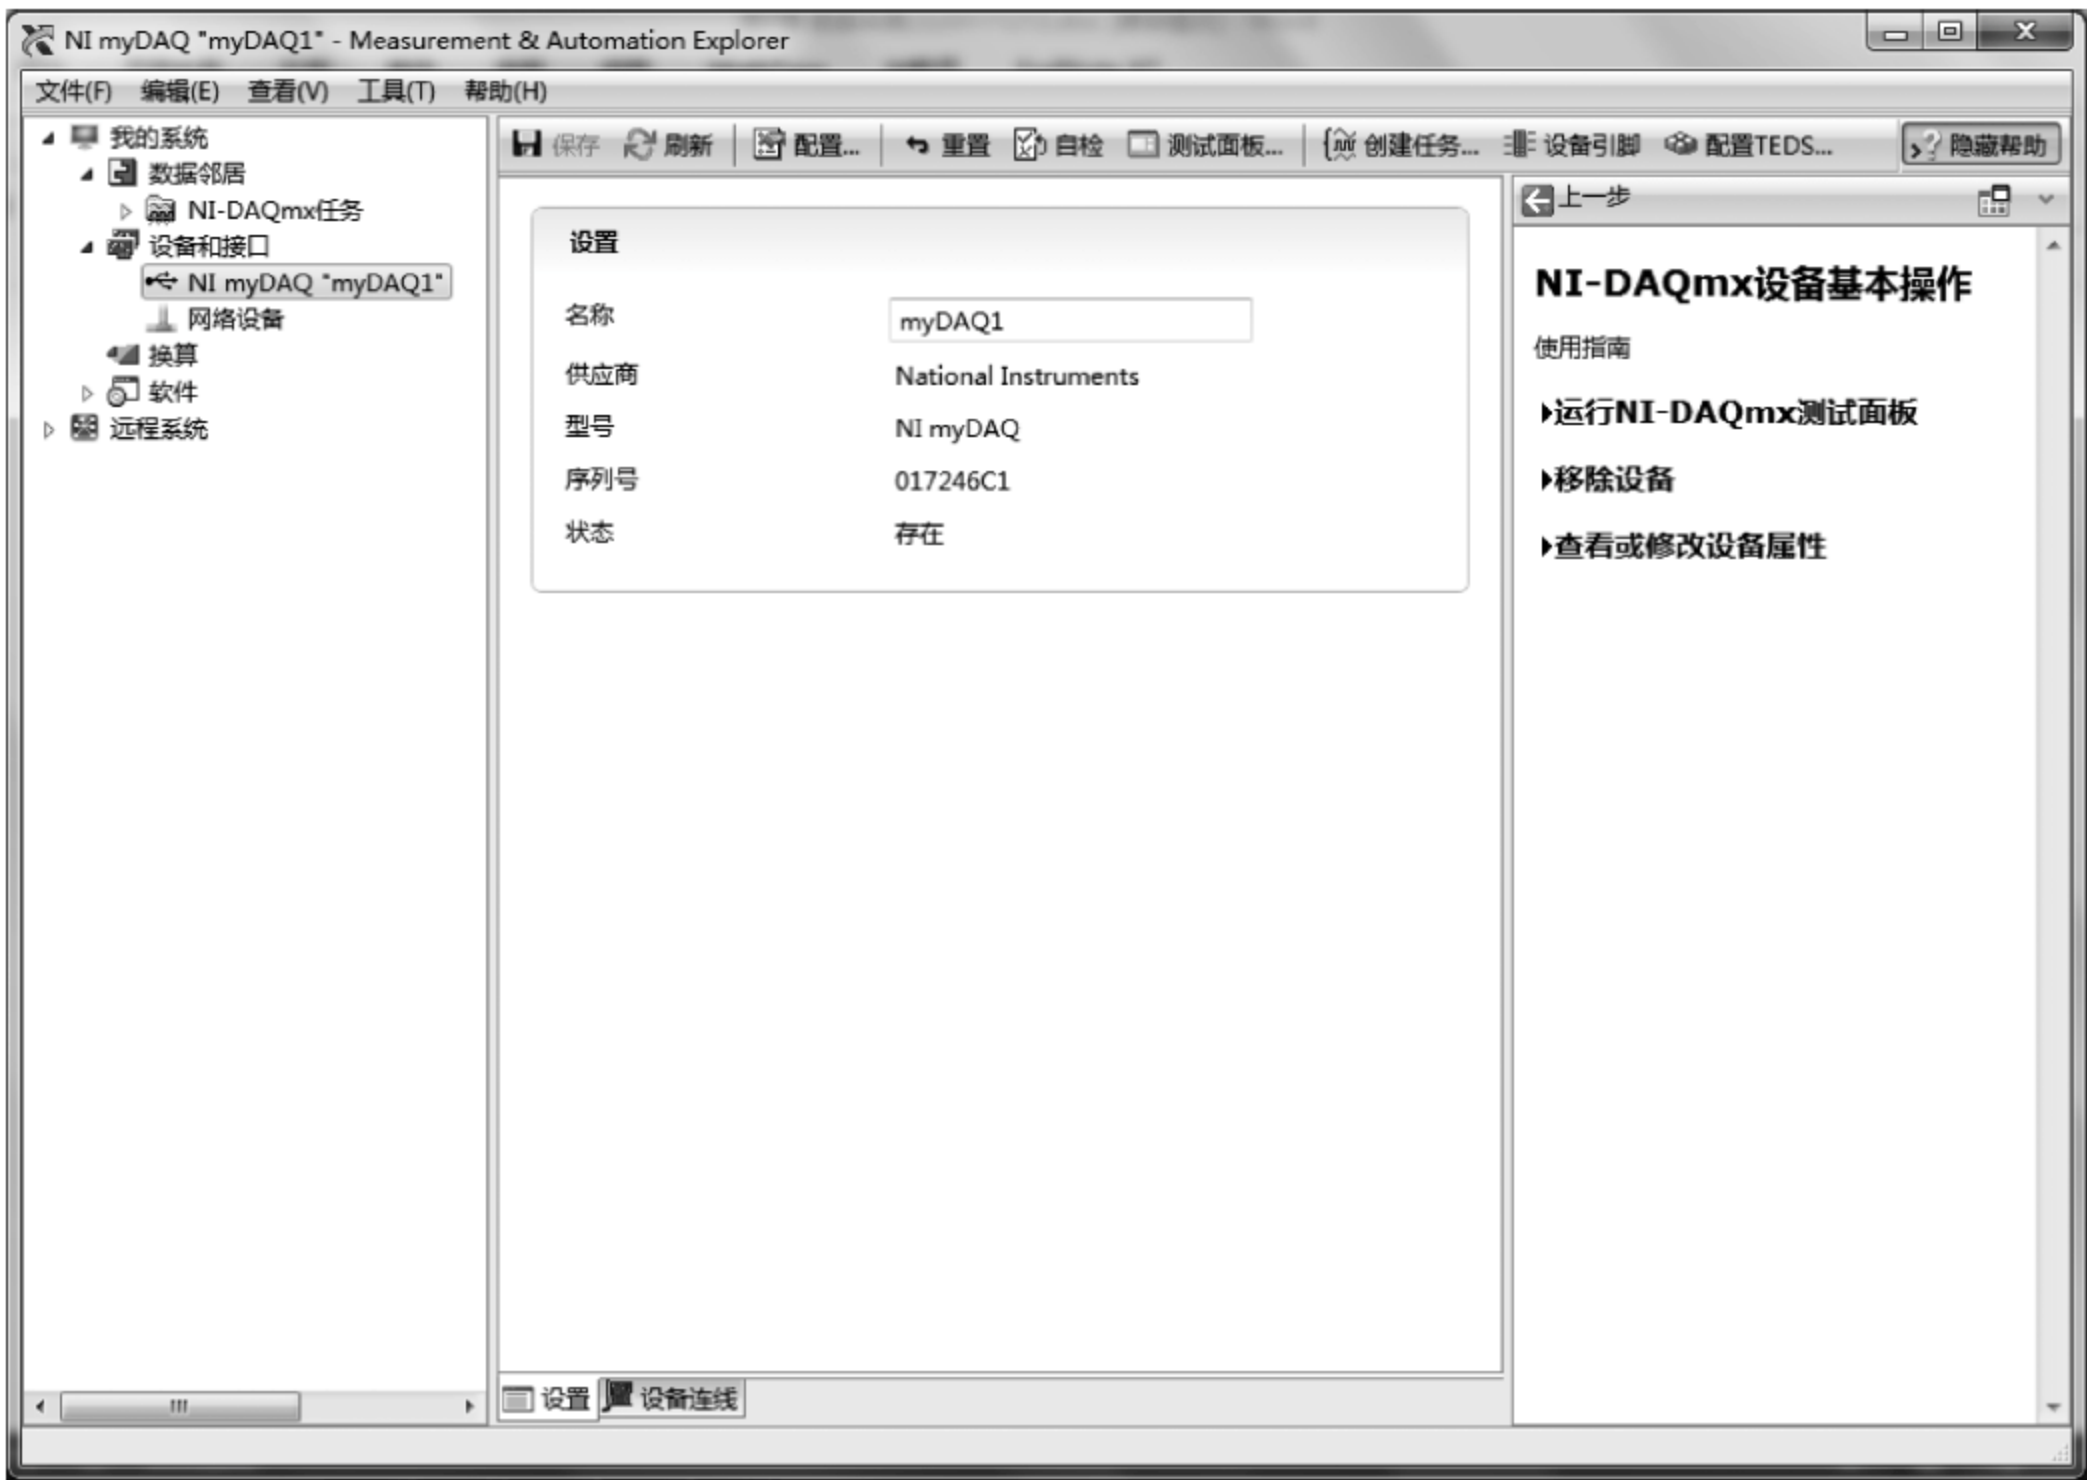 NI myDAQ "myDAQ1" - Measurement & Automation Explorer
文件(F) 编辑(E) 查看(V) 工具(T) 帮助(H)
我的系统
数据邻居
NI-DAQmx任务
设备和接口
NI myDAQ "myDAQ1"
网络设备
换算
软件
远程系统
保存 刷新 配置... 重置 自检 测试面板... 创建任务... 设备引脚 配置TEDS... 隐藏帮助
设置
名称 myDAQ1
供应商 National Instruments
型号 NI myDAQ
序列号 017246C1
状态 存在
设置 设备连线
上一步
NI-DAQmx设备基本操作
使用指南
运行NI-DAQmx测试面板
移除设备
查看或修改设备属性